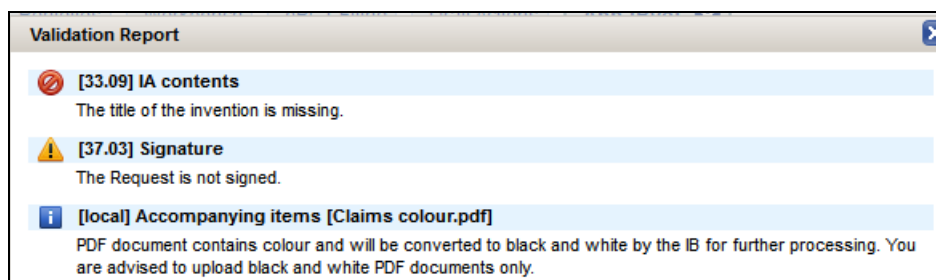 Validation Report
[33.09] IA contents
The title of the invention is missing.
[37.03] Signature
The Request is not signed.
[local] Accompanying items [Claims colour.pdf]
PDF document contains colour and will be converted to black and white by the IB for further processing. You
are advised to upload black and white PDF documents only.